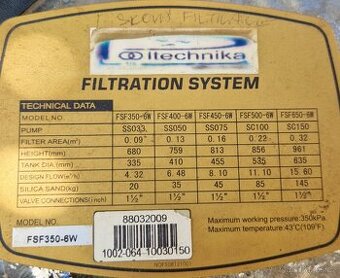 ooltechnika
FILTRATION SYSTEM
TECHNICAL DATA
MODEL NO. FSF350-6W FSF400-6W FSF450-6W FSF500-6W FSF650-6W
PUMP SS033 SS050 SS075 SC100 SC150
FILTER AREA(m²) 0.09 0.13 0.16 0.22 0.32
HEIGHT(mm) 680 759 813 856 961
TANK DIA.(mm) 335 410 455 535 635
DESIGN FLOW(m³/h) 4.32 6.48 8.10 11.10 15.60
SILICA SAND(kg) 20 35 45 85 145
VALVE CONNECTIONS(inch) 1½" 1½" 1½" 1½" 1½"
MODEL NO.
FSF350-6W
88032009
1002-064 10030150
Maximum working pressure:350kPa
Maximum temperature:43°C(109°F)